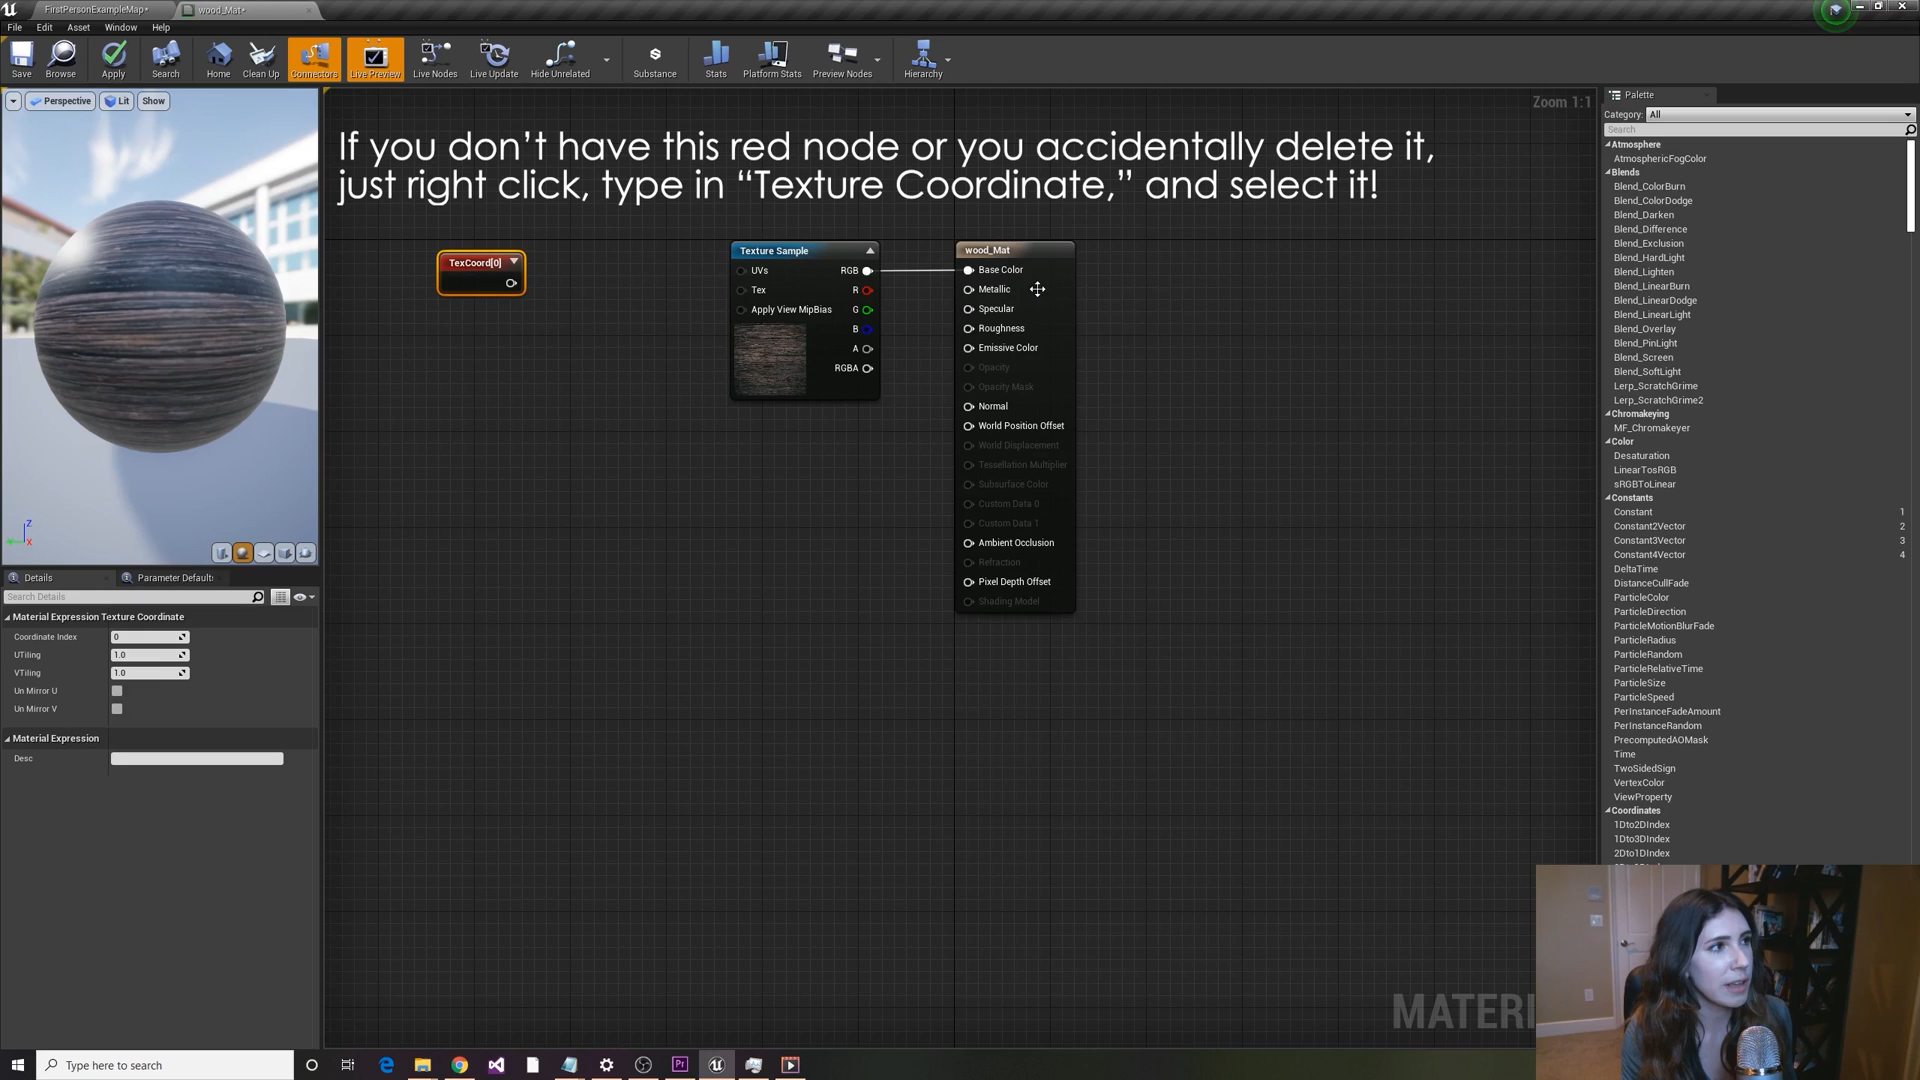 FirstPersonExampleMap*
wood_Mat*
File Edit Asset Window Help
Save Browse Apply Search Home Clean Up Connectors Live Preview Live Nodes Live Update Hide Unrelated Substance Stats Platform Stats Preview Nodes Hierarchy
Perspective Lit Show
Zoom 1:1
If you don't have this red node or you accidentally delete it,
just right click, type in “Texture Coordinate,” and select it!
TexCoord[0]
Texture Sample
UVs RGB
Tex R
Apply View MipBias G
B
A
RGBA
wood_Mat
Base Color
Metallic
Specular
Roughness
Emissive Color
Opacity
Opacity Mask
Normal
World Position Offset
World Displacement
Tessellation Multiplier
Subsurface Color
Custom Data 0
Custom Data 1
Ambient Occlusion
Refraction
Pixel Depth Offset
Shading Model
Z
X
Details Parameter Default
Search Details
Material Expression Texture Coordinate
Coordinate Index 0
UTiling 1.0
VTiling 1.0
Un Mirror U
Un Mirror V
Material Expression
Desc
Palette
Category: All
Search
Atmosphere
AtmosphericFogColor
Blends
Blend_ColorBurn
Blend_ColorDodge
Blend_Darken
Blend_Difference
Blend_Exclusion
Blend_HardLight
Blend_Lighten
Blend_LinearBurn
Blend_LinearDodge
Blend_LinearLight
Blend_Overlay
Blend_PinLight
Blend_Screen
Blend_SoftLight
Lerp_ScratchGrime
Lerp_ScratchGrime2
Chromakeying
MF_Chromakeyer
Color
Desaturation
LinearTosRGB
sRGBToLinear
Constants
Constant 1
Constant2Vector 2
Constant3Vector 3
Constant4Vector 4
DeltaTime
DistanceCullFade
ParticleColor
ParticleDirection
ParticleMotionBlurFade
ParticleRadius
ParticleRandom
ParticleRelativeTime
ParticleSize
ParticleSpeed
PerInstanceFadeAmount
PerInstanceRandom
PrecomputedAOMask
Time
TwoSidedSign
VertexColor
ViewProperty
Coordinates
1Dto2DIndex
1Dto3DIndex
2Dto1DIndex
MATERI
Type here to search
Pr